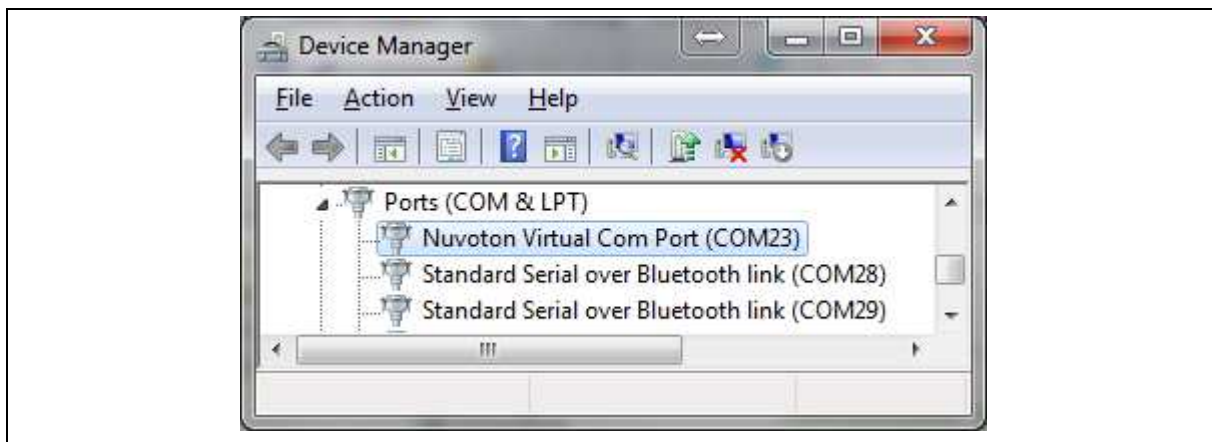 Device Manager
File Action View Help
Ports (COM & LPT)
Nuvoton Virtual Com Port (COM23)
Standard Serial over Bluetooth link (COM28)
Standard Serial over Bluetooth link (COM29)